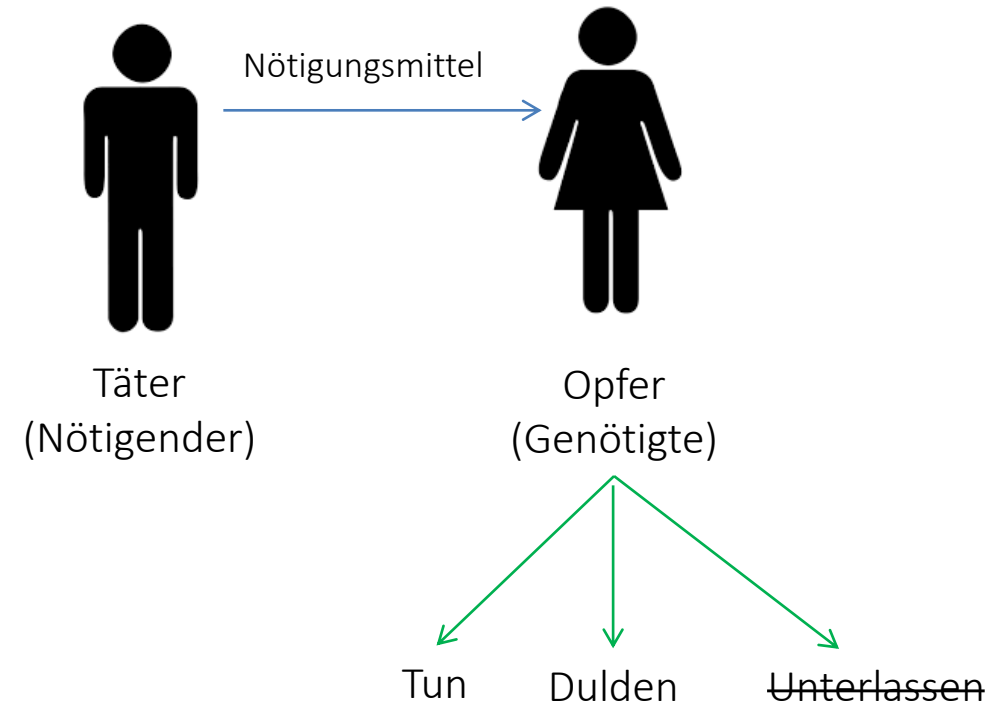 Nötigungsmittel
Täter
(Nötigender)
Opfer
(Genötigte)
Tun
Dulden
Unterlassen